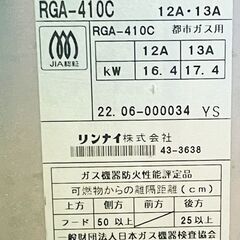 RGA-410C 12A・13A
JIA認証
RGA-410C 都市ガス用
12A 13A
kW 16.4 17.4
22.06-000034 YS
リンナイ株式会社
43-3638
ガス機器防火性能評定品
可燃物からの離隔距離(cm)
上方 側方 前方 後方
フード 50以上 25以上
一般財団法人日本ガス機器検査協会